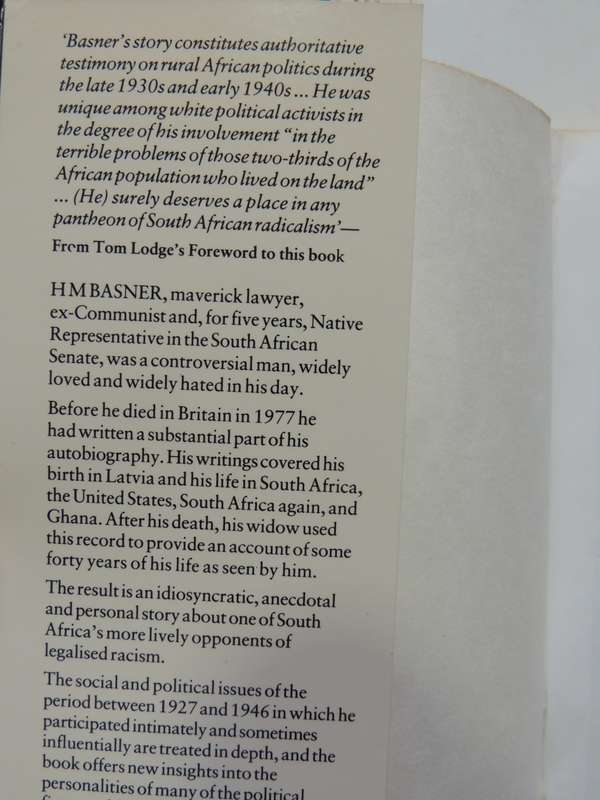 ‘Basner’s story constitutes authoritative
testimony on rural African politics during
the late 1930s and early 1940s ... He was
unique among white political activists in
the degree of his involvement “in the
terrible problems of those two-thirds of the
African population who lived on the land”
... (He) surely deserves a place in any
pantheon of South African radicalism’—
From Tom Lodge’s Foreword to this book
H M BASNER, maverick lawyer,
ex-Communist and, for five years, Native
Representative in the South African
Senate, was a controversial man, widely
loved and widely hated in his day.
Before he died in Britain in 1977 he
had written a substantial part of his
autobiography. His writings covered his
birth in Latvia and his life in South Africa,
the United States, South Africa again, and
Ghana. After his death, his widow used
this record to provide an account of some
forty years of his life as seen by him.
The result is an idiosyncratic, anecdotal
and personal story about one of South
Africa’s more lively opponents of
legalised racism.
The social and political issues of the
period between 1927 and 1946 in which he
participated intimately and sometimes
influentially are treated in depth, and the
book offers new insights into the
personalities of many of the political